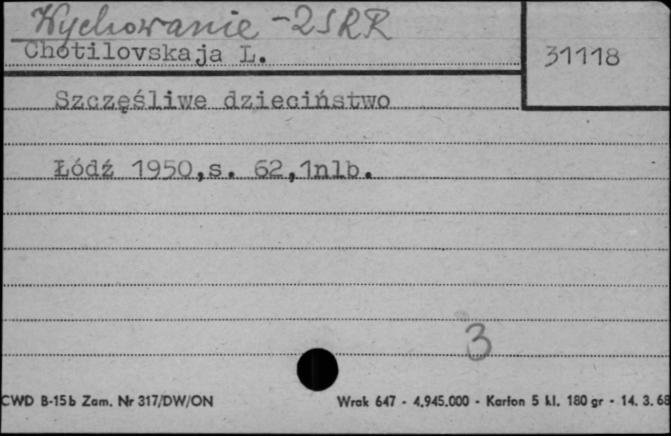 Wychowanie - ZSRR
Chotilovskaja L.
31118
Szczęśliwe dzieciństwo
Łódź 1950,s. 62,1nlb.
3
CWD B-15b Zam. Nr 317/DW/ON
Wrak 647 - 4.945.000 - Karton 5 kl. 180 gr - 14. 3. 68